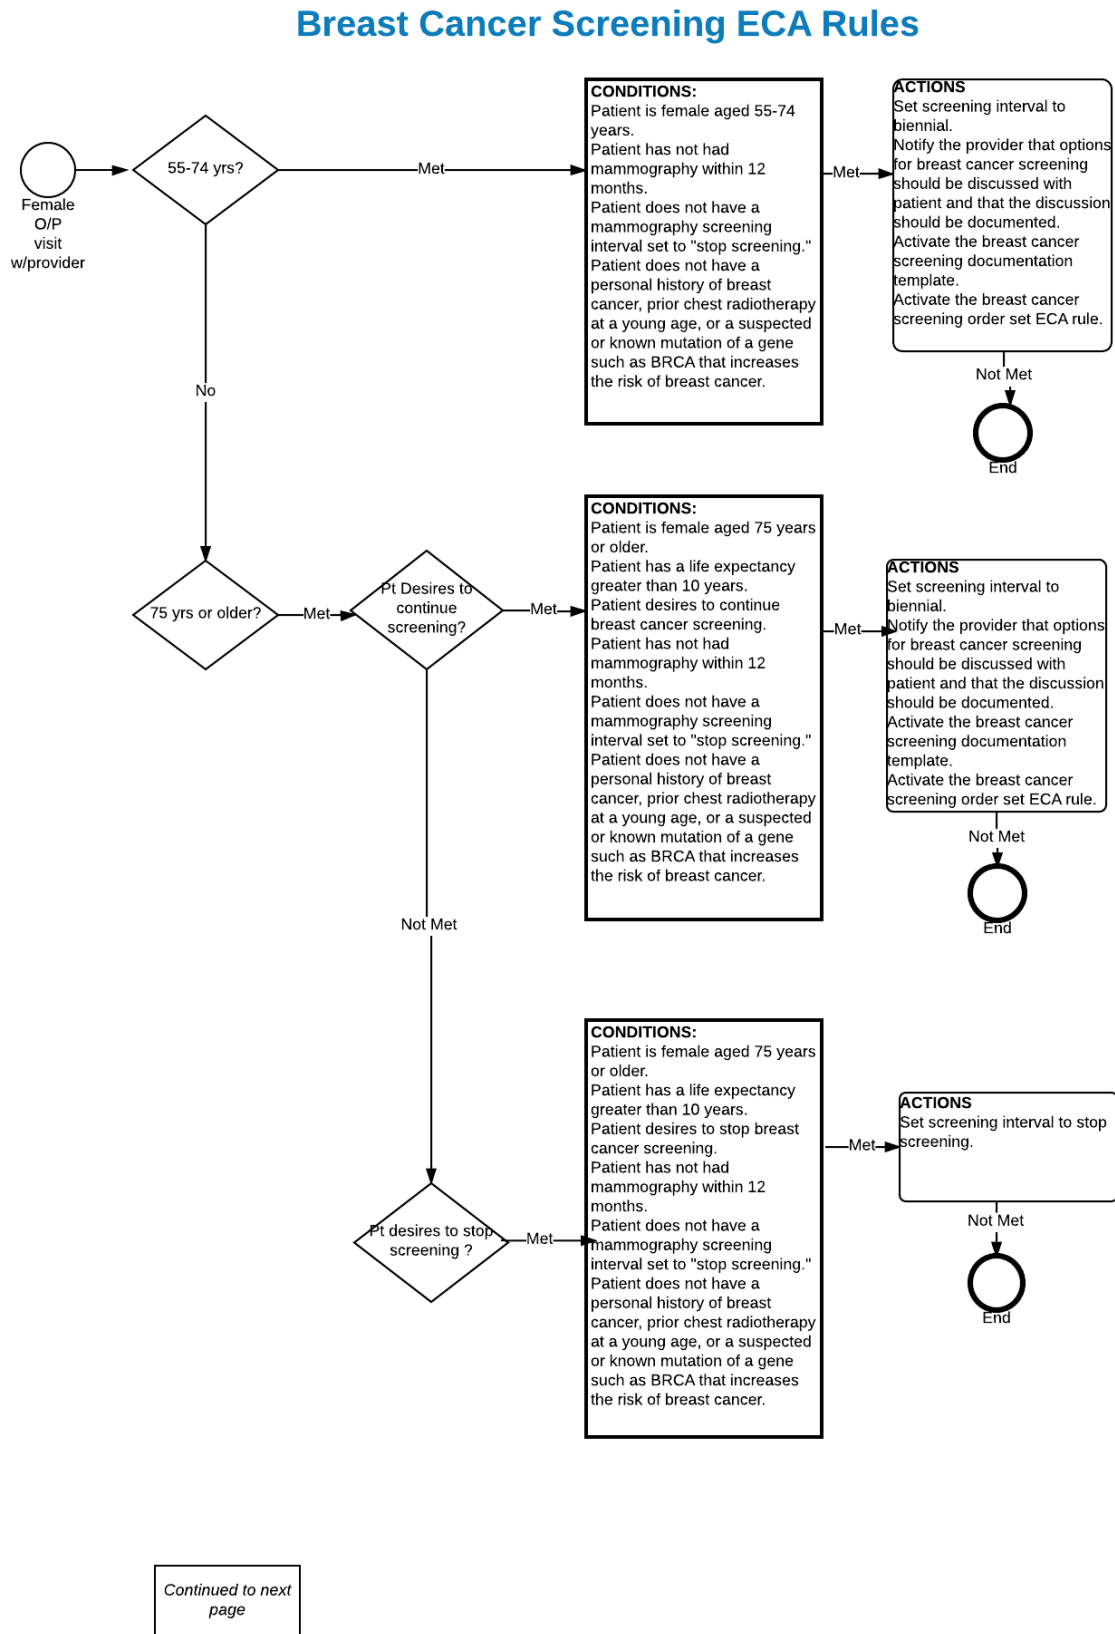 Breast Cancer Screening ECA Rules
Female
O/P
visit
w/provider
55-74 yrs?
Met
CONDITIONS:
Patient is female aged 55-74
years.
Patient has not had
mammography within 12
months.
Patient does not have a
mammography screening
interval set to "stop screening."
Patient does not have a
personal history of breast
cancer, prior chest radiotherapy
at a young age, or a suspected
or known mutation of a gene
such as BRCA that increases
the risk of breast cancer.
Met
ACTIONS
Set screening interval to
biennial.
Notify the provider that options
for breast cancer screening
should be discussed with
patient and that the discussion
should be documented.
Activate the breast cancer
screening documentation
template.
Activate the breast cancer
screening order set ECA rule.
Not Met
End
No
75 yrs or older?
Met
Pt Desires to
continue
screening?
Met
CONDITIONS:
Patient is female aged 75 years
or older.
Patient has a life expectancy
greater than 10 years.
Patient desires to continue
breast cancer screening.
Patient has not had
mammography within 12
months.
Patient does not have a
mammography screening
interval set to "stop screening."
Patient does not have a
personal history of breast
cancer, prior chest radiotherapy
at a young age, or a suspected
or known mutation of a gene
such as BRCA that increases
the risk of breast cancer.
Met
ACTIONS
Set screening interval to
biennial.
Notify the provider that options
for breast cancer screening
should be discussed with
patient and that the discussion
should be documented.
Activate the breast cancer
screening documentation
template.
Activate the breast cancer
screening order set ECA rule.
Not Met
End
Not Met
Pt desires to stop
screening ?
Met
CONDITIONS:
Patient is female aged 75 years
or older.
Patient has a life expectancy
greater than 10 years.
Patient desires to stop breast
cancer screening.
Patient has not had
mammography within 12
months.
Patient does not have a
mammography screening
interval set to "stop screening."
Patient does not have a
personal history of breast
cancer, prior chest radiotherapy
at a young age, or a suspected
or known mutation of a gene
such as BRCA that increases
the risk of breast cancer.
Met
ACTIONS
Set screening interval to stop
screening.
Not Met
End
Continued to next
page